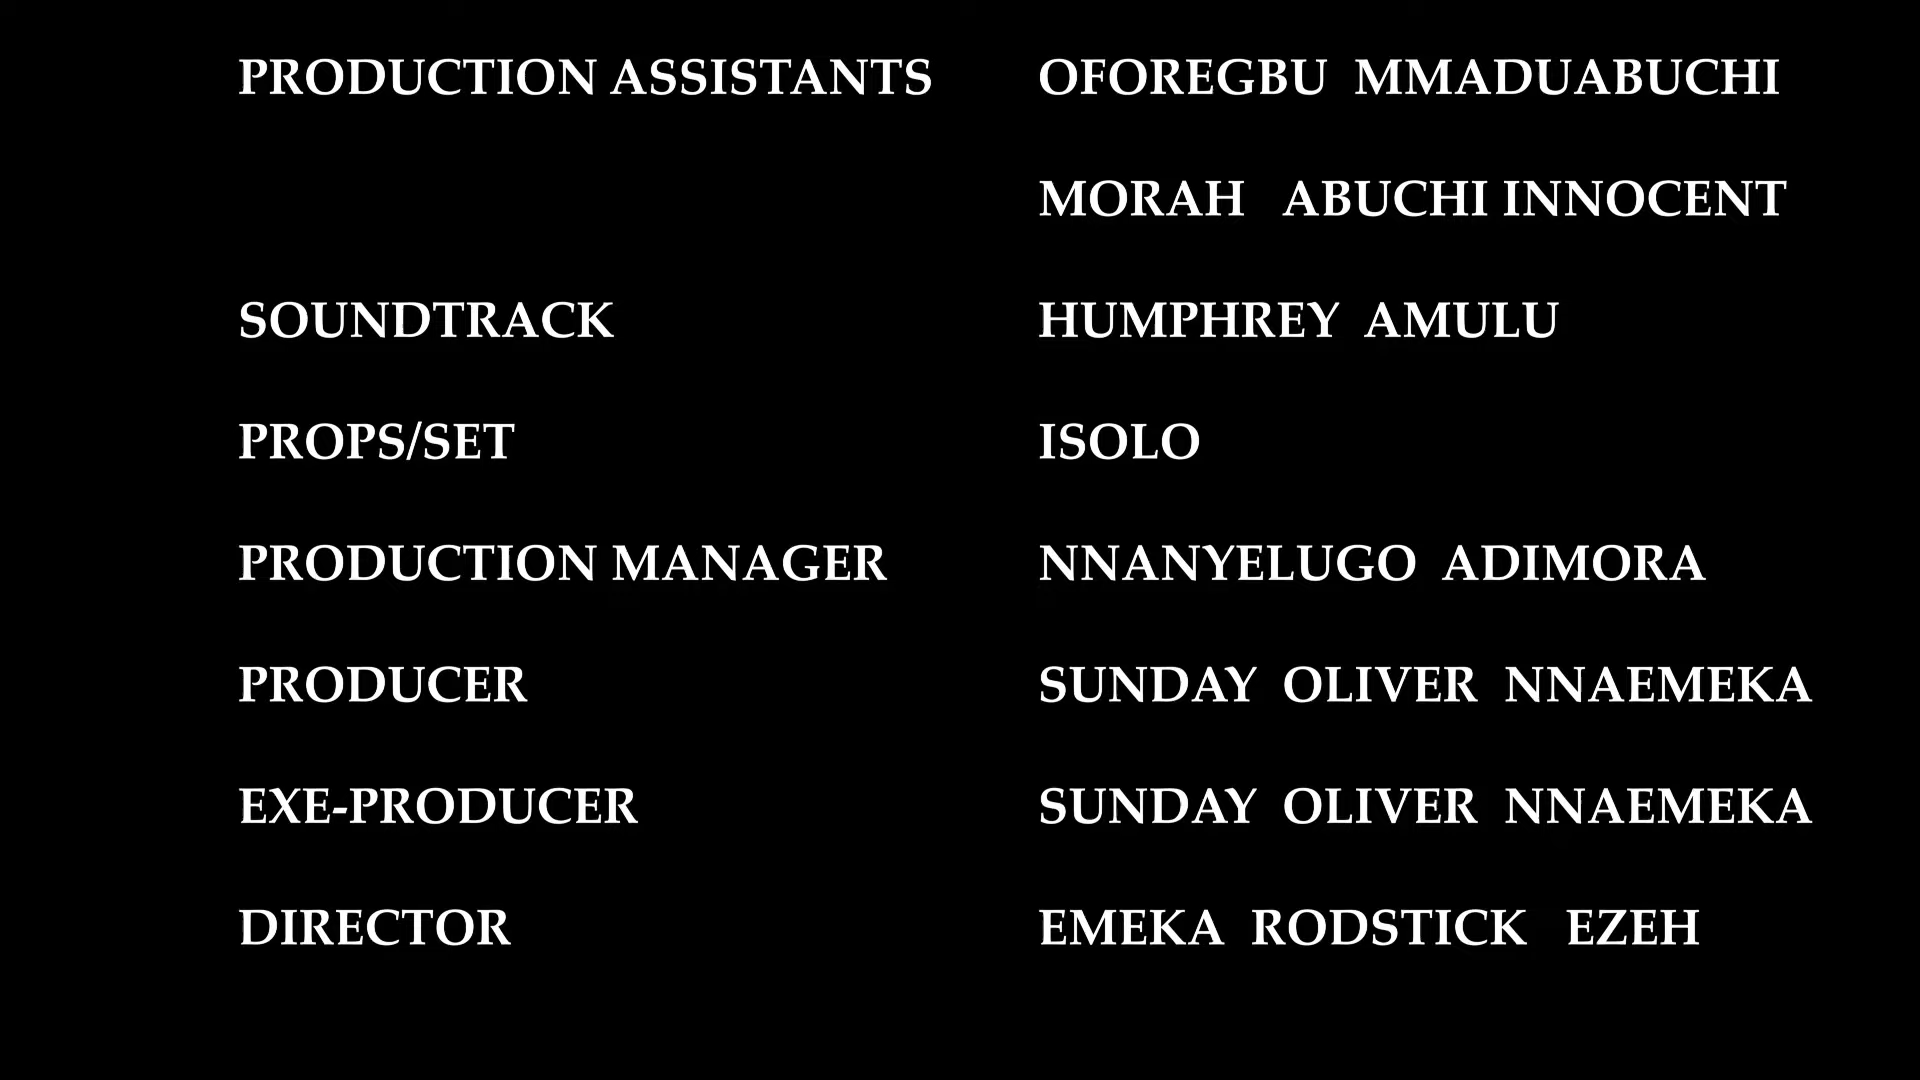 PRODUCTION ASSISTANTS OFOREGBU MMADUABUCHI
MORAH ABUCHI INNOCENT
SOUNDTRACK HUMPHREY AMULU
PROPS/SET ISOLO
PRODUCTION MANAGER NNANYELUGO ADIMORA
PRODUCER SUNDAY OLIVER NNAEMEKA
EXE-PRODUCER SUNDAY OLIVER NNAEMEKA
DIRECTOR EMEKA RODSTICK EZEH